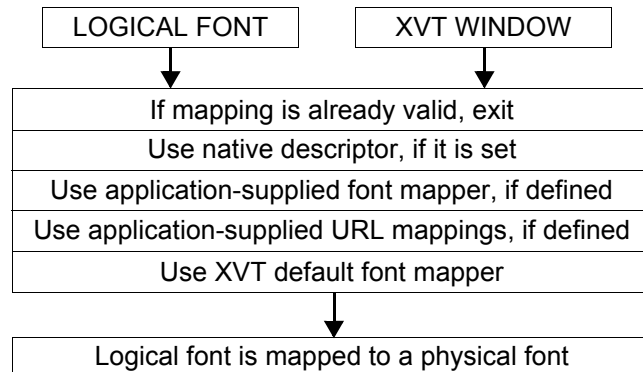 LOGICAL FONT
XVT WINDOW
If mapping is already valid, exit
Use native descriptor, if it is set
Use application-supplied font mapper, if defined
Use application-supplied URL mappings, if defined
Use XVT default font mapper
Logical font is mapped to a physical font